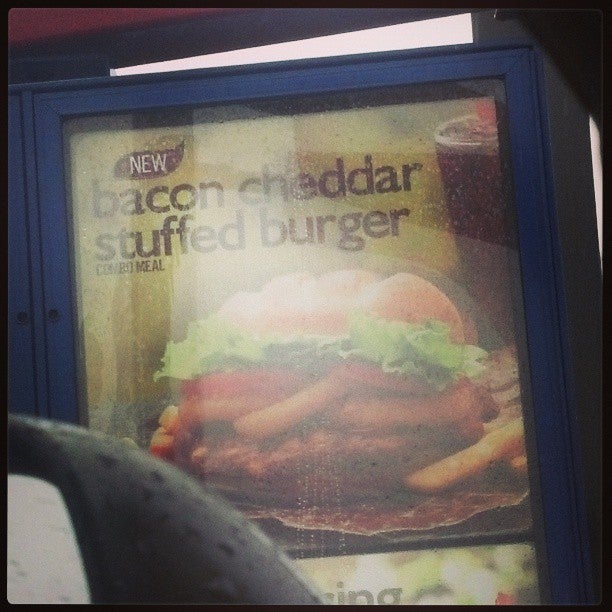 NEW
bacon cheddar
stuffed burger
COMBO MEAL